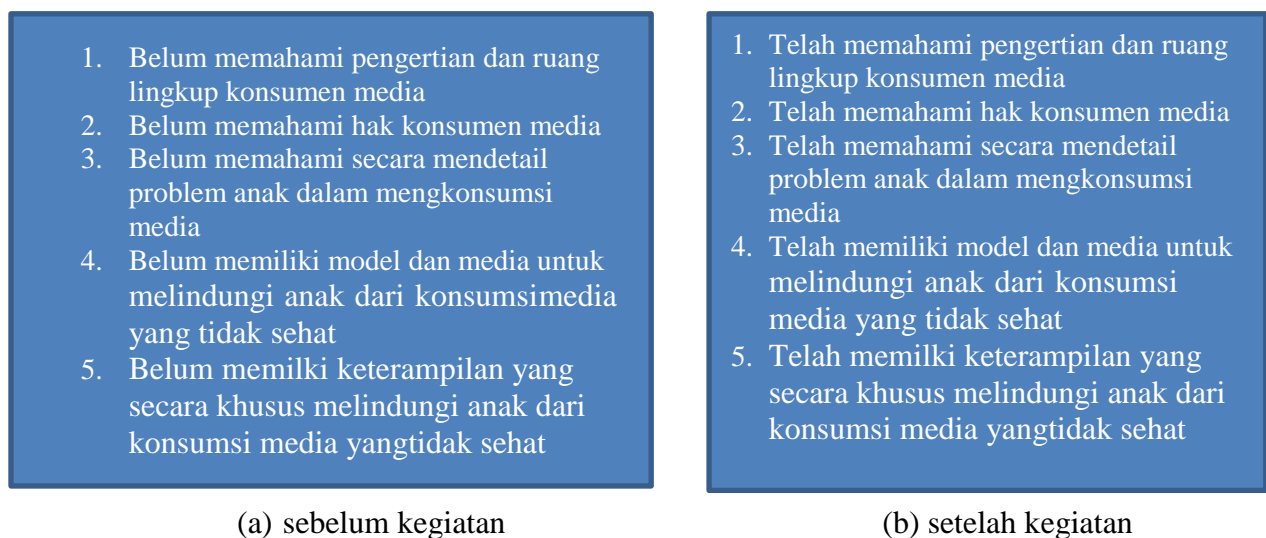 1. Belum memahami pengertian dan ruang
lingkup konsumen media
2. Belum memahami hak konsumen media
3. Belum memahami secara mendetail
problem anak dalam mengkonsumsi
media
4. Belum memiliki model dan media untuk
melindungi anak dari konsumsimedia
yang tidak sehat
5. Belum memilki keterampilan yang
secara khusus melindungi anak dari
konsumsi media yangtidak sehat
(a) sebelum kegiatan
1. Telah memahami pengertian dan ruang
lingkup konsumen media
2. Telah memahami hak konsumen media
3. Telah memahami secara mendetail
problem anak dalam mengkonsumsi
media
4. Telah memiliki model dan media untuk
melindungi anak dari konsumsi
media yang tidak sehat
5. Telah memilki keterampilan yang
secara khusus melindungi anak dari
konsumsi media yangtidak sehat
(b) setelah kegiatan